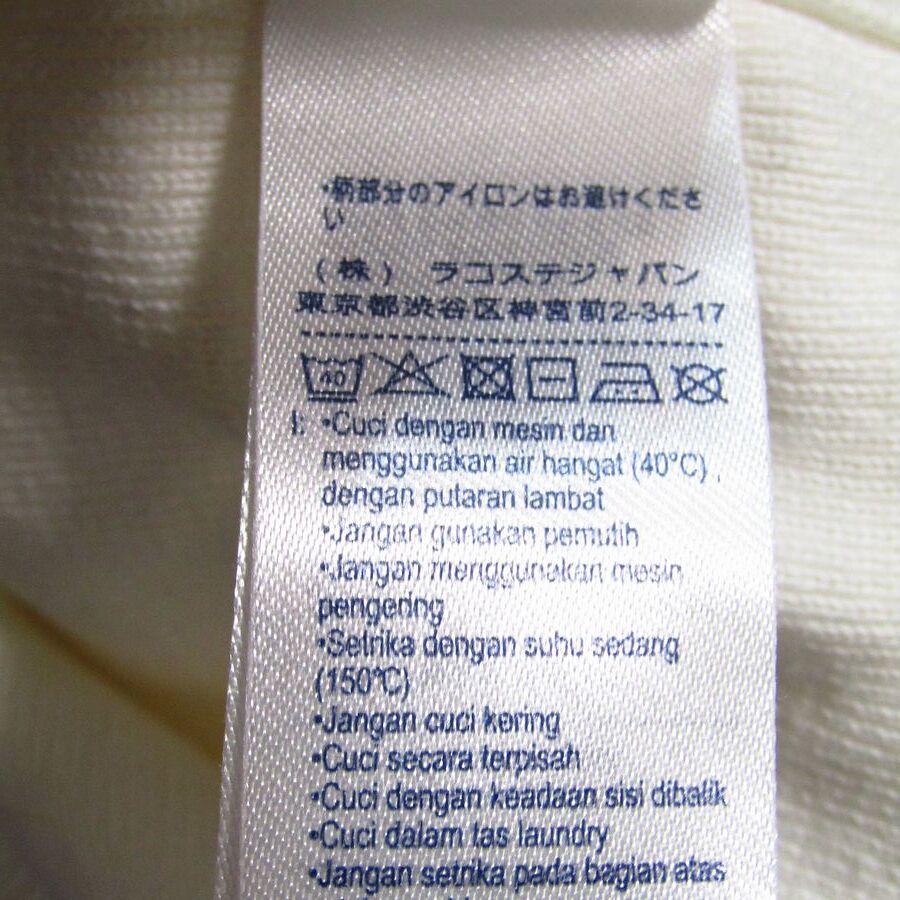 ・柄部分のアイロンはお避けくださ
い
(株) ラコステジャパン
東京都渋谷区神宮前2-34-17
40
I: •Cuci dengan mesin dan
menggunakan air hangat (40°C) ,
dengan putaran lambat
•Jangan gunakan pemutih
•Jangan menggunakan mesin
pengering
•Setrika dengan suhu sedang
(150°C)
•Jangan cuci kering
•Cuci secara terpisah
•Cuci dengan keadaan sisi dibalik
•Cuci dalam tas laundry
•Jangan setrika pada bagian atas